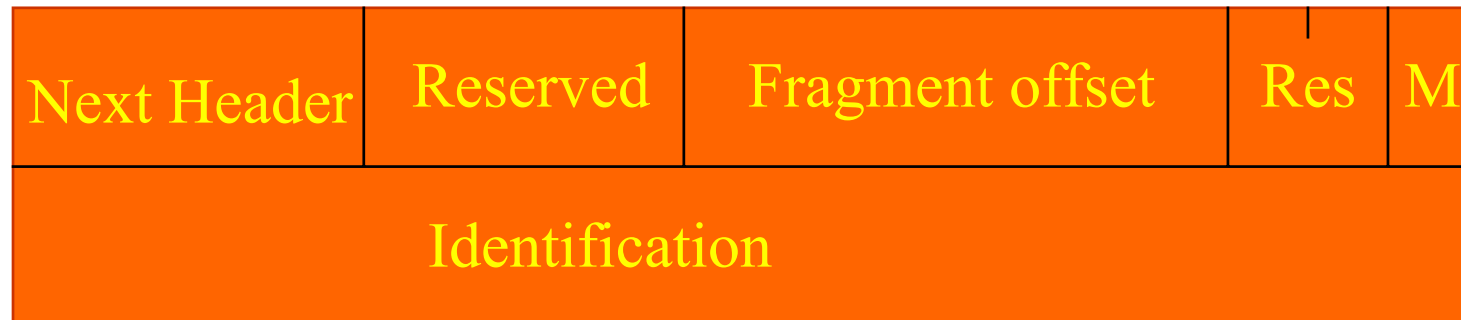 Next Header Reserved Fragment offset Res M
Identification